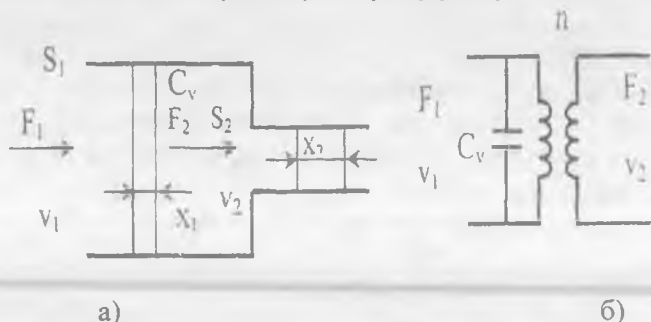 n
S₁
Cᵥ
F₁ F₂ S₂
x₂
v₁ x₁ v₂
F₁ F₂
Cᵥ
v₁ v₂
а) б)